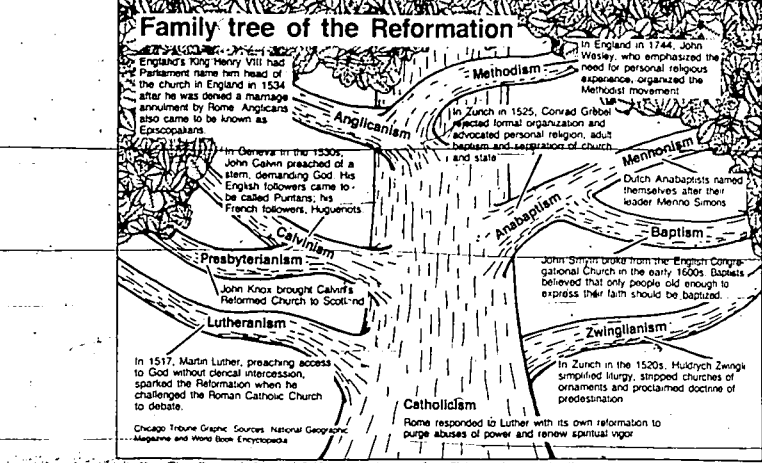 Family tree of the Reformation
England's King Henry VIII had
Parliament name him head of
the church in England in 1534
after he was denied a marriage
annulment by Rome. Anglicans
also came to be known as
Episcopalians.
Anglicanism
Methodism
In England in 1744, John
Wesley, who emphasized the
need for personal religious
experience, organized the
Methodist movement
In Zurich in 1525, Conrad Grebel
rejected formal organization and
advocated personal religion, adult
baptism and separation of church
and state
Mennonism
Dutch Anabaptists named
themselves after their
leader Menno Simons
Anabaptism
Baptism
John Smyth broke from the English Congre-
gational Church in the early 1600s. Baptists
believed that only people old enough to
express their faith should be baptized.
In Geneva in the 1530s,
John Calvin preached of a
stern, demanding God. His
English followers came to
be called Puritans; his
French followers, Huguenots
Calvinism
Presbyterianism
John Knox brought Calvin's
Reformed Church to Scotland
Lutheranism
In 1517, Martin Luther, preaching access
to God without clerical intercession,
sparked the Reformation when he
challenged the Roman Catholic Church
to debate.
Zwinglianism
In Zurich in the 1520s, Huldrych Zwingli
simplified liturgy, stripped churches of
ornaments and proclaimed doctrine of
predestination
Catholicism
Rome responded to Luther with its own reformation to
purge abuses of power and renew spiritual vigor
Chicago Tribune Graphic Sources National Geographic
Magazine and World Book Encyclopedia